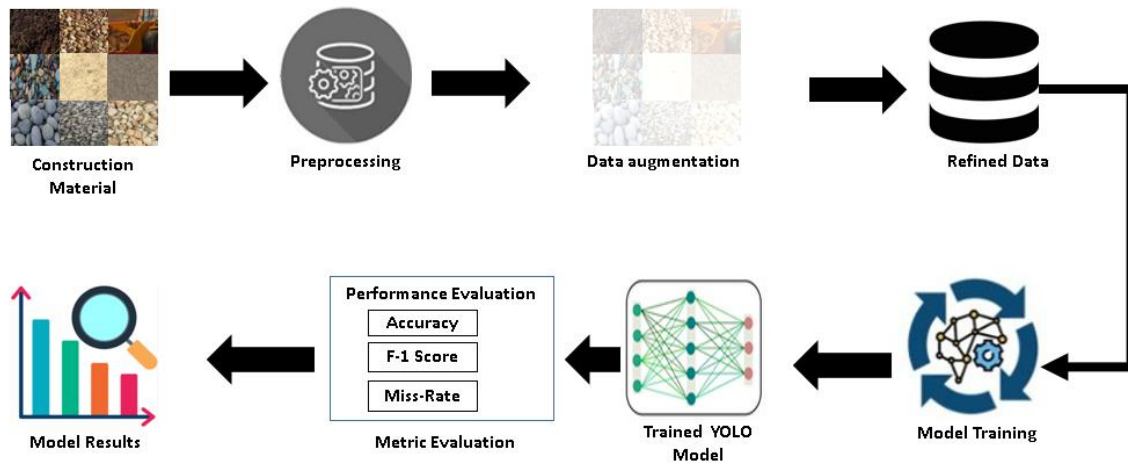 Construction
Material
Preprocessing
Data augmentation
Refined Data
Model Training
Trained YOLO
Model
Performance Evaluation
Accuracy
F-1 Score
Miss-Rate
Metric Evaluation
Model Results